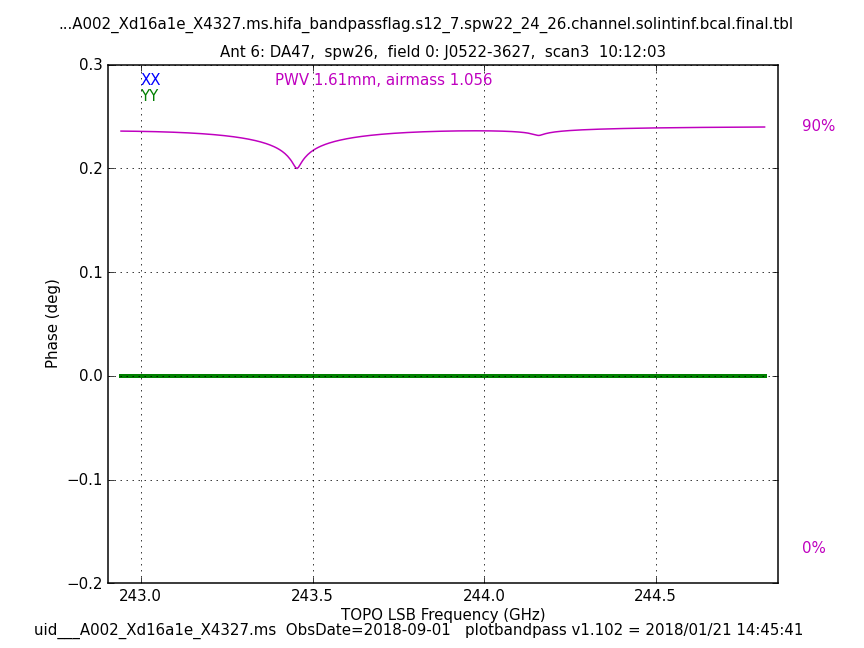 ...A002_Xd16a1e_X4327.ms.hifa_bandpassflag.s12_7.spw22_24_26.channel.solintinf.bcal.final.tbl
Ant 6: DA47, spw26, field 0: J0522-3627, scan3 10:12:03
XX
YY
PWV 1.61mm, airmass 1.056
0.3
0.2
0.1
0.0
−0.1
−0.2
Phase (deg)
90%
0%
243.0 243.5 244.0 244.5
TOPO LSB Frequency (GHz)
uid___A002_Xd16a1e_X4327.ms ObsDate=2018-09-01 plotbandpass v1.102 = 2018/01/21 14:45:41